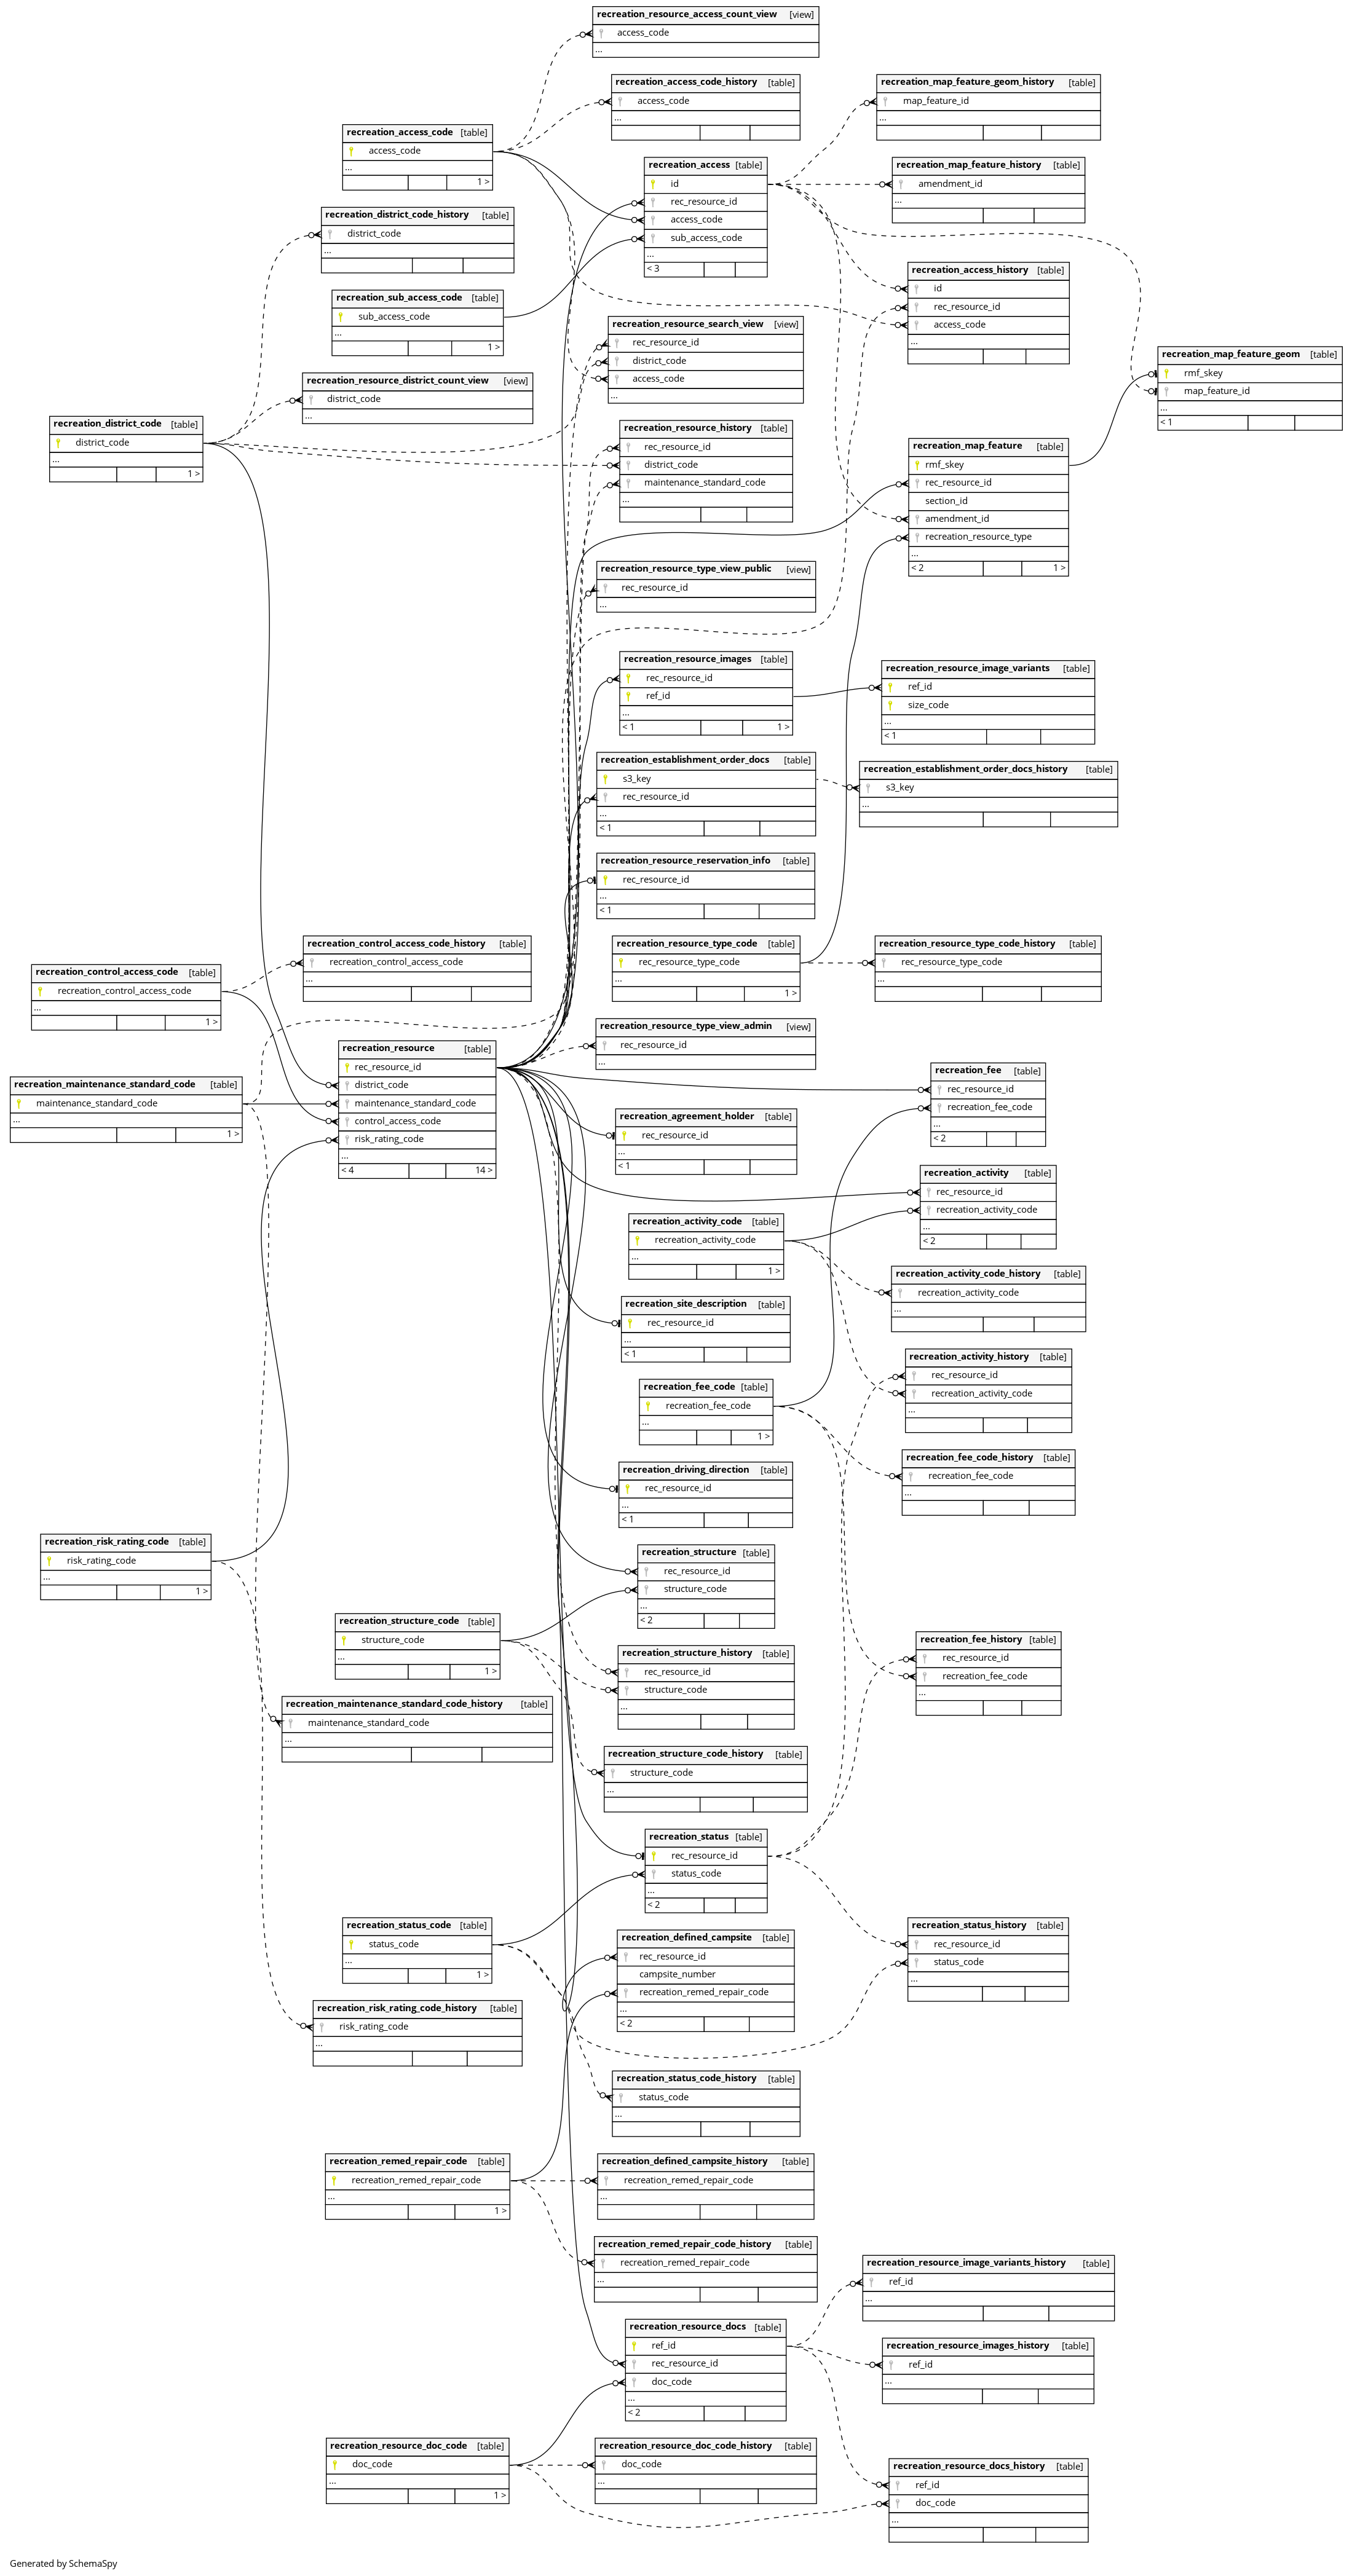 recreation_resource_access_count_view [view]
access_code
...
recreation_access_code_history [table]
access_code
...
recreation_map_feature_geom_history [table]
map_feature_id
...
recreation_access_code [table]
access_code
...
1 >
recreation_access [table]
id
rec_resource_id
access_code
sub_access_code
...
< 3
recreation_map_feature_history [table]
amendment_id
...
recreation_district_code_history [table]
district_code
...
recreation_access_history [table]
id
rec_resource_id
access_code
...
recreation_sub_access_code [table]
sub_access_code
...
1 >
recreation_resource_search_view [view]
rec_resource_id
district_code
access_code
...
recreation_map_feature_geom [table]
rmf_skey
map_feature_id
...
< 1
recreation_resource_district_count_view [view]
district_code
...
recreation_district_code [table]
district_code
...
1 >
recreation_resource_history [table]
rec_resource_id
district_code
maintenance_standard_code
...
recreation_map_feature [table]
rmf_skey
rec_resource_id
section_id
amendment_id
recreation_resource_type
...
< 2 1 >
recreation_resource_type_view_public [view]
rec_resource_id
...
recreation_resource_images [table]
rec_resource_id
ref_id
...
< 1 1 >
recreation_resource_image_variants [table]
ref_id
size_code
...
< 1
recreation_establishment_order_docs [table]
s3_key
rec_resource_id
...
< 1
recreation_establishment_order_docs_history [table]
s3_key
...
recreation_resource_reservation_info [table]
rec_resource_id
...
< 1
recreation_control_access_code_history [table]
recreation_control_access_code
...
recreation_resource_type_code [table]
rec_resource_type_code
...
1 >
recreation_resource_type_code_history [table]
rec_resource_type_code
...
recreation_control_access_code [table]
recreation_control_access_code
...
1 >
recreation_resource_type_view_admin [view]
rec_resource_id
...
recreation_resource [table]
rec_resource_id
district_code
maintenance_standard_code
control_access_code
risk_rating_code
...
< 4 14 >
recreation_fee [table]
rec_resource_id
recreation_fee_code
...
< 2
recreation_maintenance_standard_code [table]
maintenance_standard_code
...
1 >
recreation_agreement_holder [table]
rec_resource_id
...
< 1
recreation_activity [table]
rec_resource_id
recreation_activity_code
...
< 2
recreation_activity_code [table]
recreation_activity_code
...
1 >
recreation_activity_code_history [table]
recreation_activity_code
...
recreation_site_description [table]
rec_resource_id
...
< 1
recreation_activity_history [table]
rec_resource_id
recreation_activity_code
...
recreation_fee_code [table]
recreation_fee_code
...
1 >
recreation_fee_code_history [table]
recreation_fee_code
...
recreation_driving_direction [table]
rec_resource_id
...
< 1
recreation_risk_rating_code [table]
risk_rating_code
...
1 >
recreation_structure [table]
rec_resource_id
structure_code
...
< 2
recreation_structure_code [table]
structure_code
...
1 >
recreation_structure_history [table]
rec_resource_id
structure_code
...
recreation_fee_history [table]
rec_resource_id
recreation_fee_code
...
recreation_maintenance_standard_code_history [table]
maintenance_standard_code
...
recreation_structure_code_history [table]
structure_code
...
recreation_status [table]
rec_resource_id
status_code
...
< 2
recreation_status_code [table]
status_code
...
1 >
recreation_defined_campsite [table]
rec_resource_id
campsite_number
recreation_remed_repair_code
...
< 2
recreation_status_history [table]
rec_resource_id
status_code
...
recreation_risk_rating_code_history [table]
risk_rating_code
...
recreation_status_code_history [table]
status_code
...
recreation_remed_repair_code [table]
recreation_remed_repair_code
...
1 >
recreation_defined_campsite_history [table]
recreation_remed_repair_code
...
recreation_remed_repair_code_history [table]
recreation_remed_repair_code
...
recreation_resource_image_variants_history [table]
ref_id
...
recreation_resource_docs [table]
ref_id
rec_resource_id
doc_code
...
< 2
recreation_resource_images_history [table]
ref_id
...
recreation_resource_doc_code [table]
doc_code
...
1 >
recreation_resource_doc_code_history [table]
doc_code
...
recreation_resource_docs_history [table]
ref_id
doc_code
...
Generated by SchemaSpy